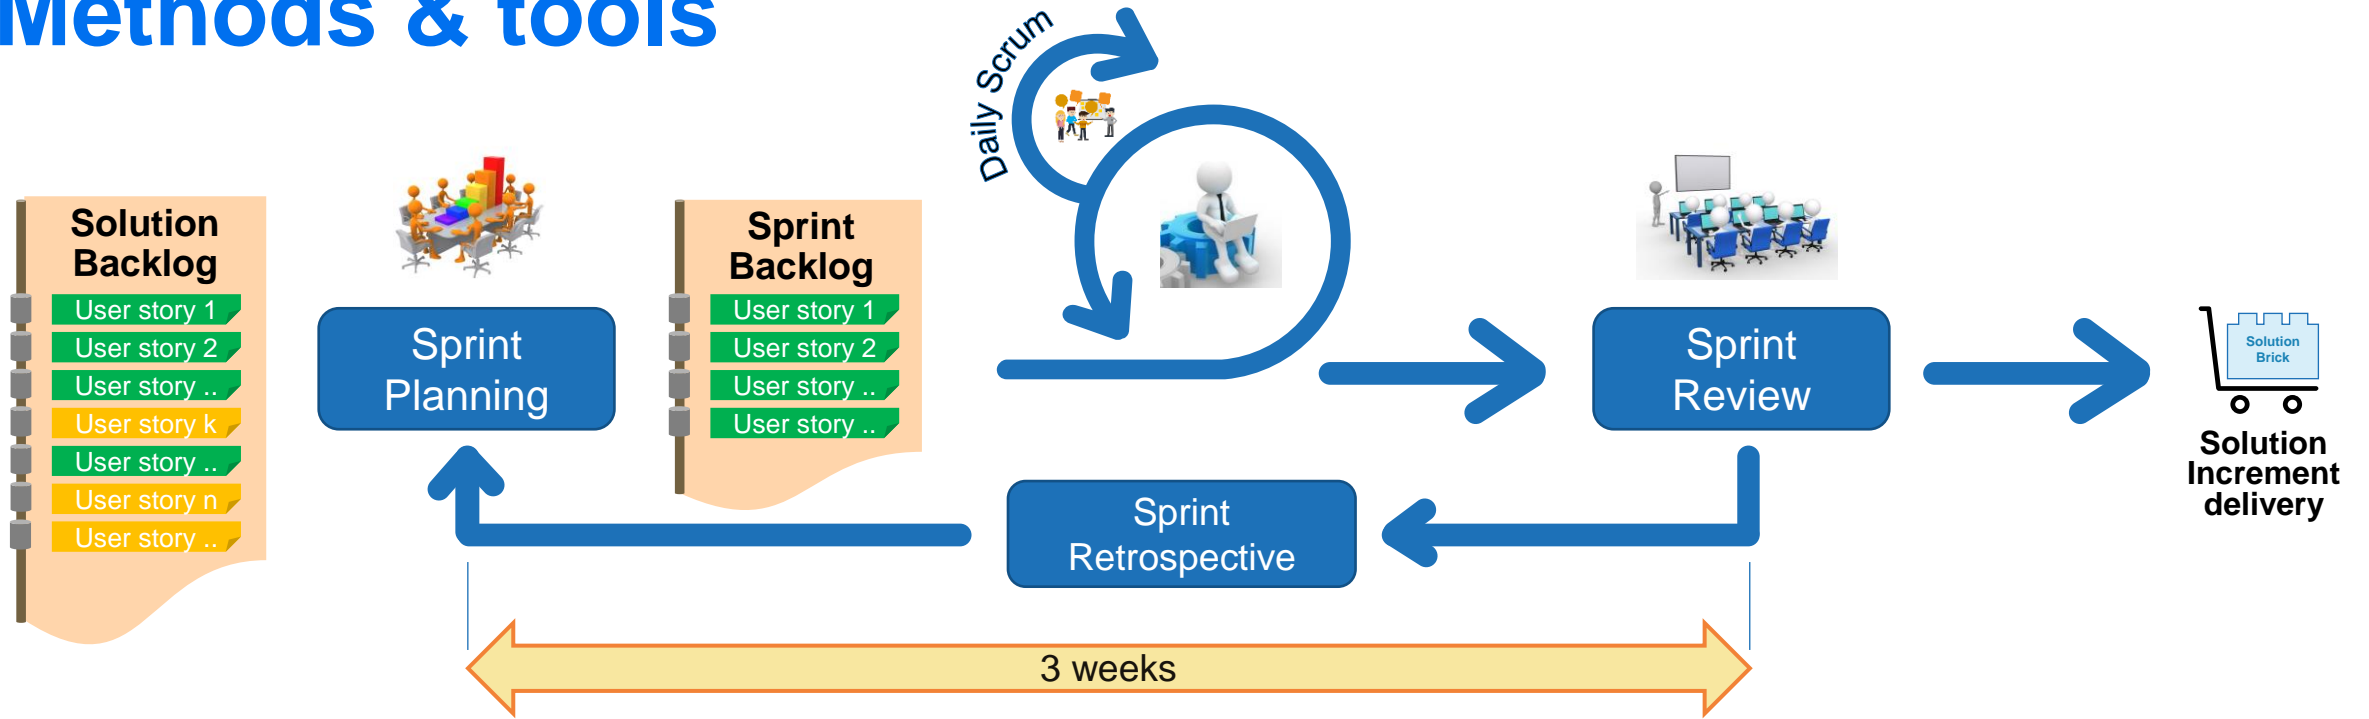 Methods & tools
Daily Scrum
Solution
Backlog
User story 1
User story 2
User story ..
User story k
User story ..
User story n
User story ..
Sprint
Planning
Sprint
Backlog
User story 1
User story 2
User story ..
User story ..
Sprint
Review
Solution
Brick
Solution
Increment
delivery
Sprint
Retrospective
3 weeks